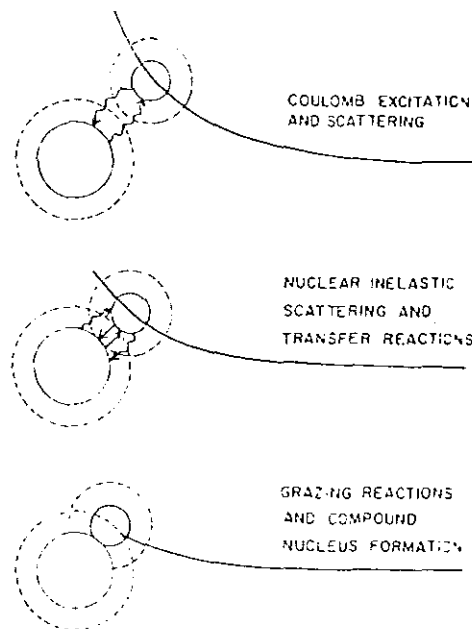 COULOMB EXCITATION
AND SCATTERING
NUCLEAR INELASTIC
SCATTERING AND
TRANSFER REACTIONS
GRAZING REACTIONS
AND COMPOUND
NUCLEUS FORMATION